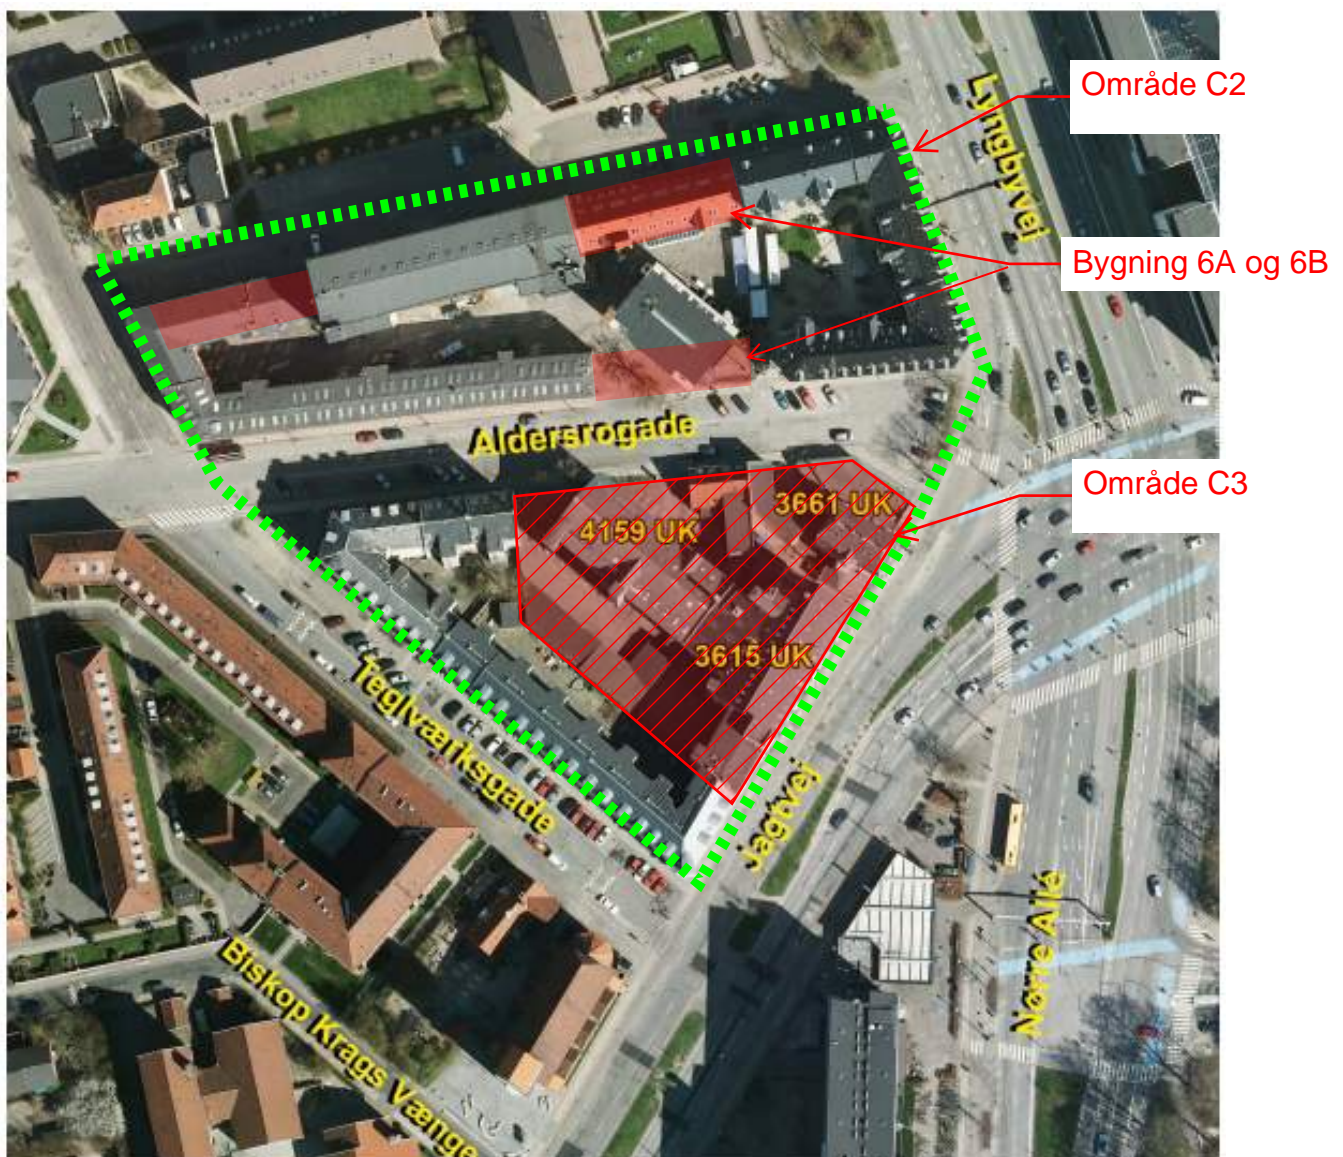 Område C2
Lyngbyvej
Bygning 6A og 6B
Aldersrogade
Område C3
3661 UK
4159 UK
3615 UK
Teglværksgade
Jagtvej
Nørre Allé
Biskop Krags Vænge